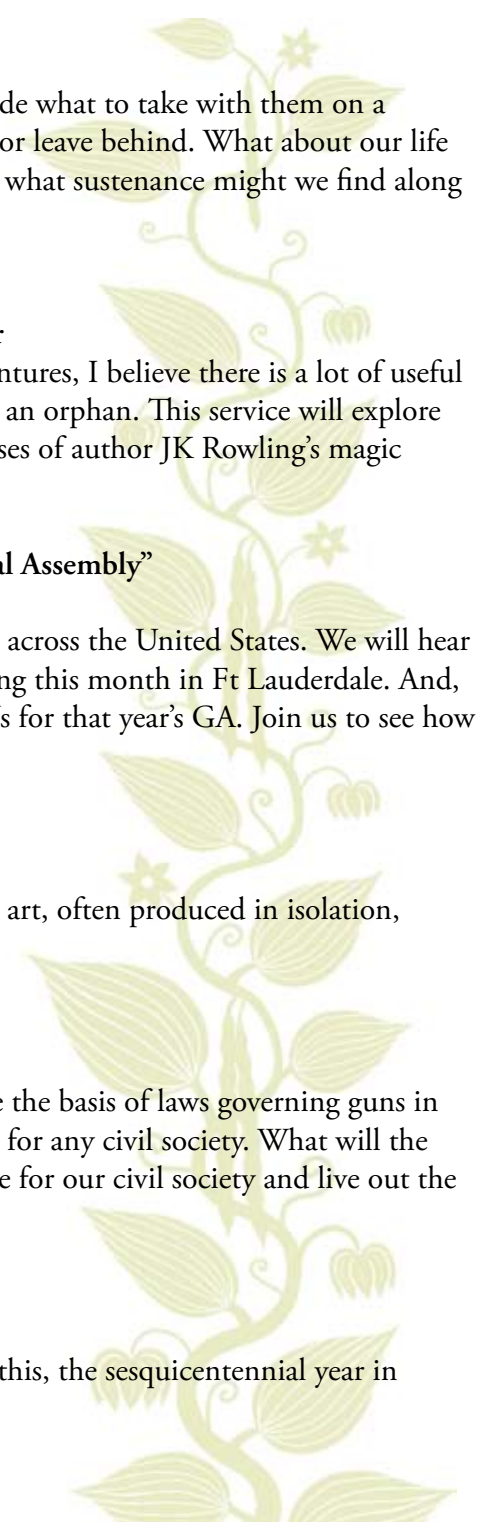 de what to take with them on a
or leave behind. What about our life
what sustenance might we find along
r
ntures, I believe there is a lot of useful
an orphan. This service will explore
ses of author JK Rowling’s magic
al Assembly”
across the United States. We will hear
ng this month in Ft Lauderdale. And,
s for that year’s GA. Join us to see how
art, often produced in isolation,
e the basis of laws governing guns in
for any civil society. What will the
e for our civil society and live out the
this, the sesquicentennial year in